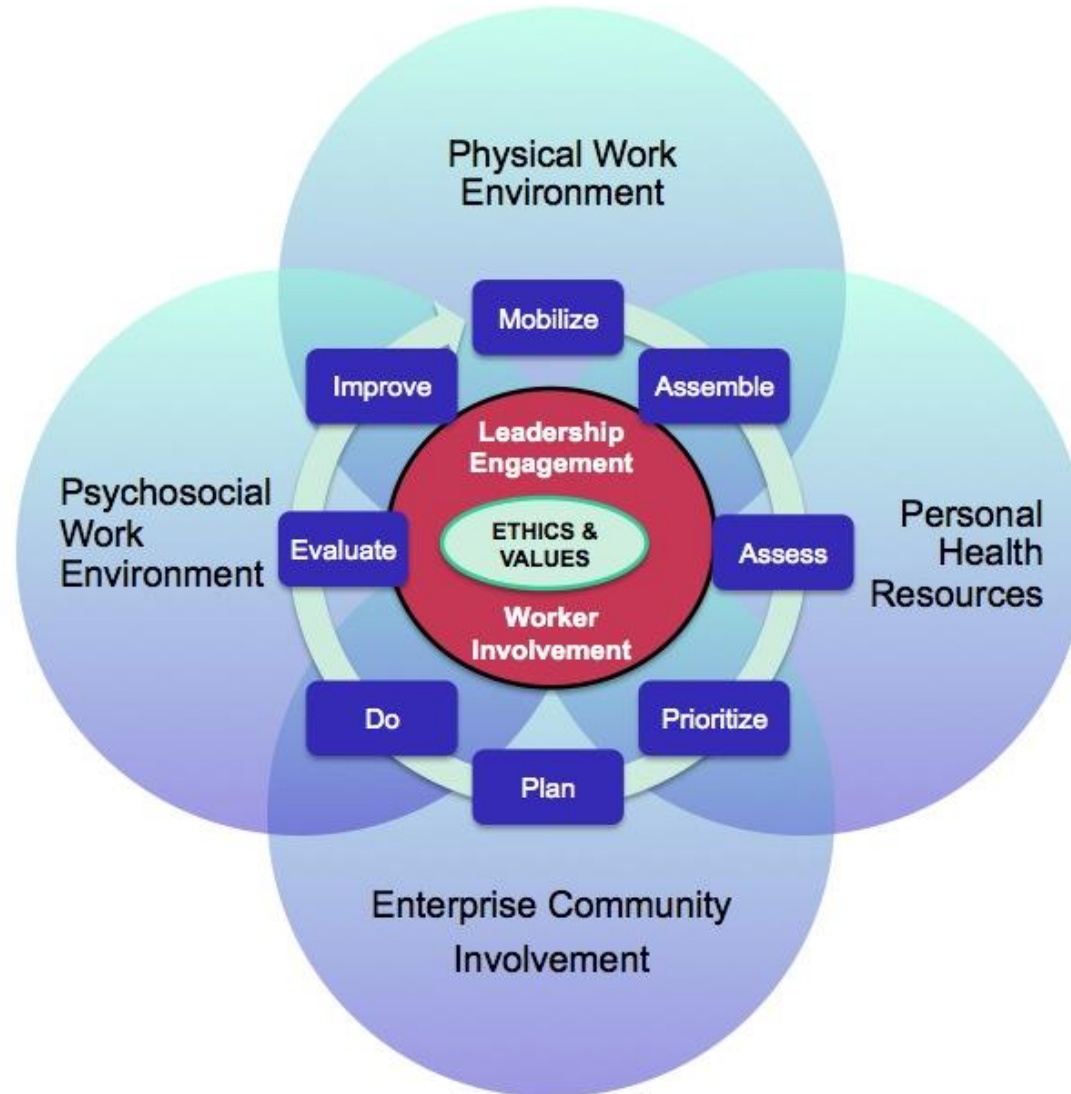 Physical Work
Environment
Mobilize
Improve
Assemble
Leadership
Engagement
Psychosocial
Work
Environment
Evaluate
ETHICS &
VALUES
Assess
Personal
Health
Resources
Worker
Involvement
Do
Prioritize
Plan
Enterprise Community
Involvement